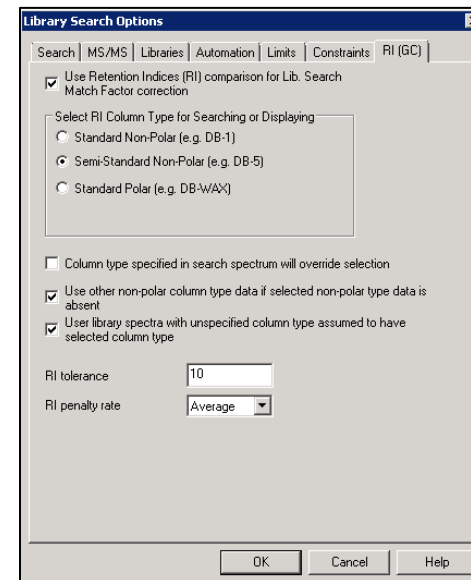 Library Search Options
Search MS/MS Libraries Automation Limits Constraints RI (GC)
Use Retention Indices (RI) comparison for Lib. Search
Match Factor correction
Select RI Column Type for Searching or Displaying
Standard Non-Polar (e.g. DB-1)
Semi-Standard Non-Polar (e.g. DB-5)
Standard Polar (e.g. DB-WAX)
Column type specified in search spectrum will override selection
Use other non-polar column type data if selected non-polar type data is
absent
User library spectra with unspecified column type assumed to have
selected column type
RI tolerance 10
RI penalty rate Average
OK Cancel Help